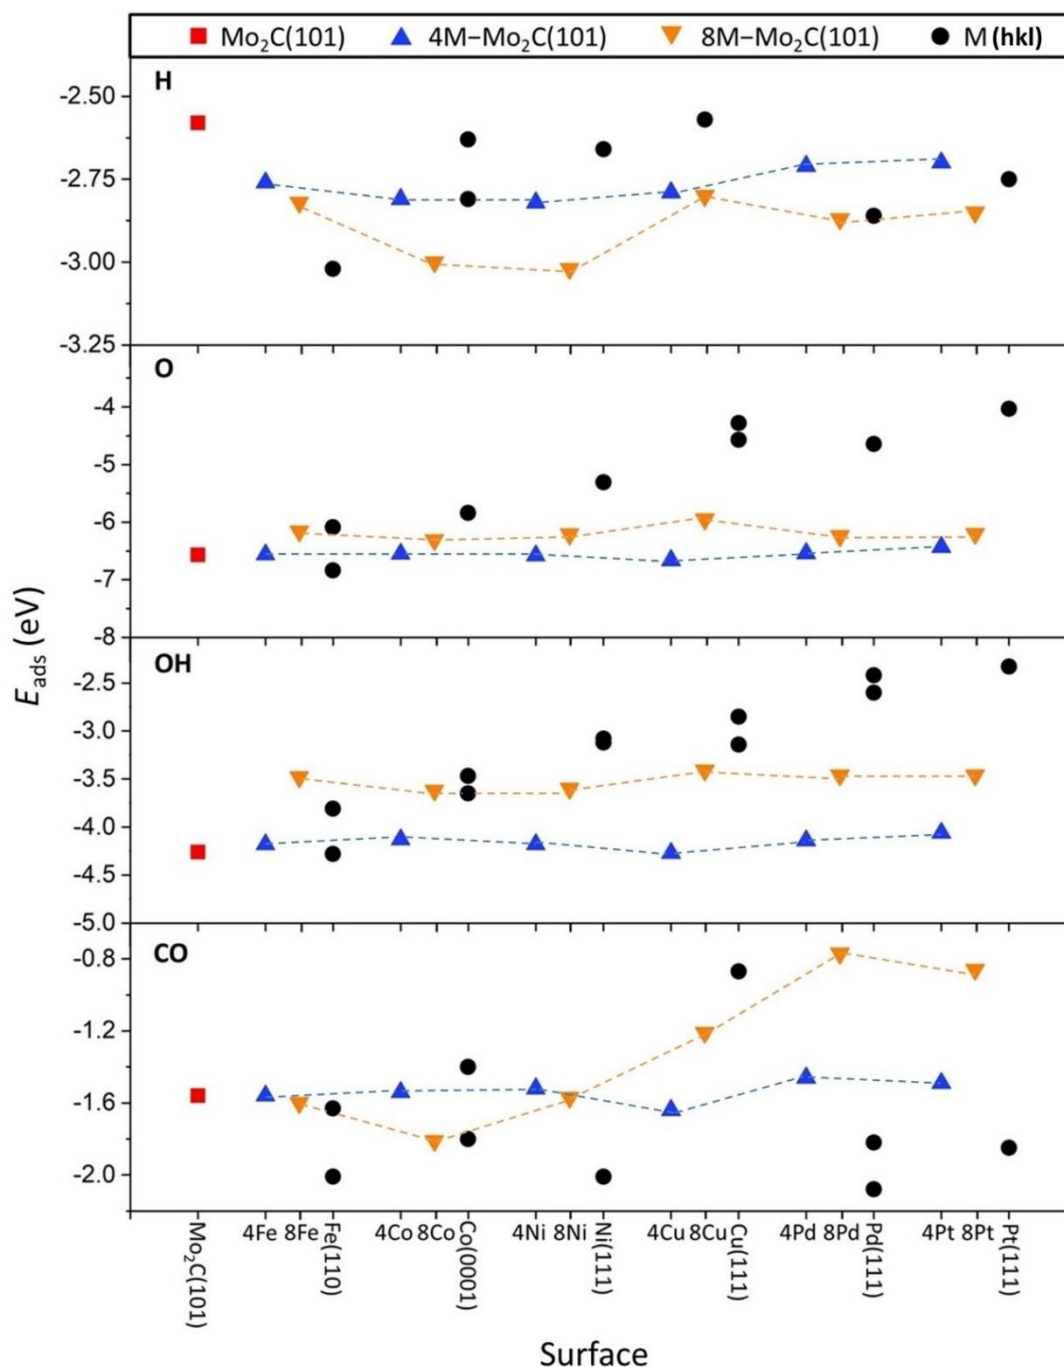 Mo₂C(101) 4M−Mo₂C(101) 8M−Mo₂C(101) M (hkl)
H
-2.50
-2.75
-3.00
-3.25
O
-4
-5
-6
-7
-8
OH
-2.5
-3.0
-3.5
-4.0
-4.5
-5.0
CO
-0.8
-1.2
-1.6
-2.0
E_ads (eV)
Mo₂C(101) 4Fe 8Fe Fe(110) 4Co 8Co Co(0001) 4Ni 8Ni Ni(111) 4Cu 8Cu Cu(111) 4Pd 8Pd Pd(111) 4Pt 8Pt Pt(111)
Surface